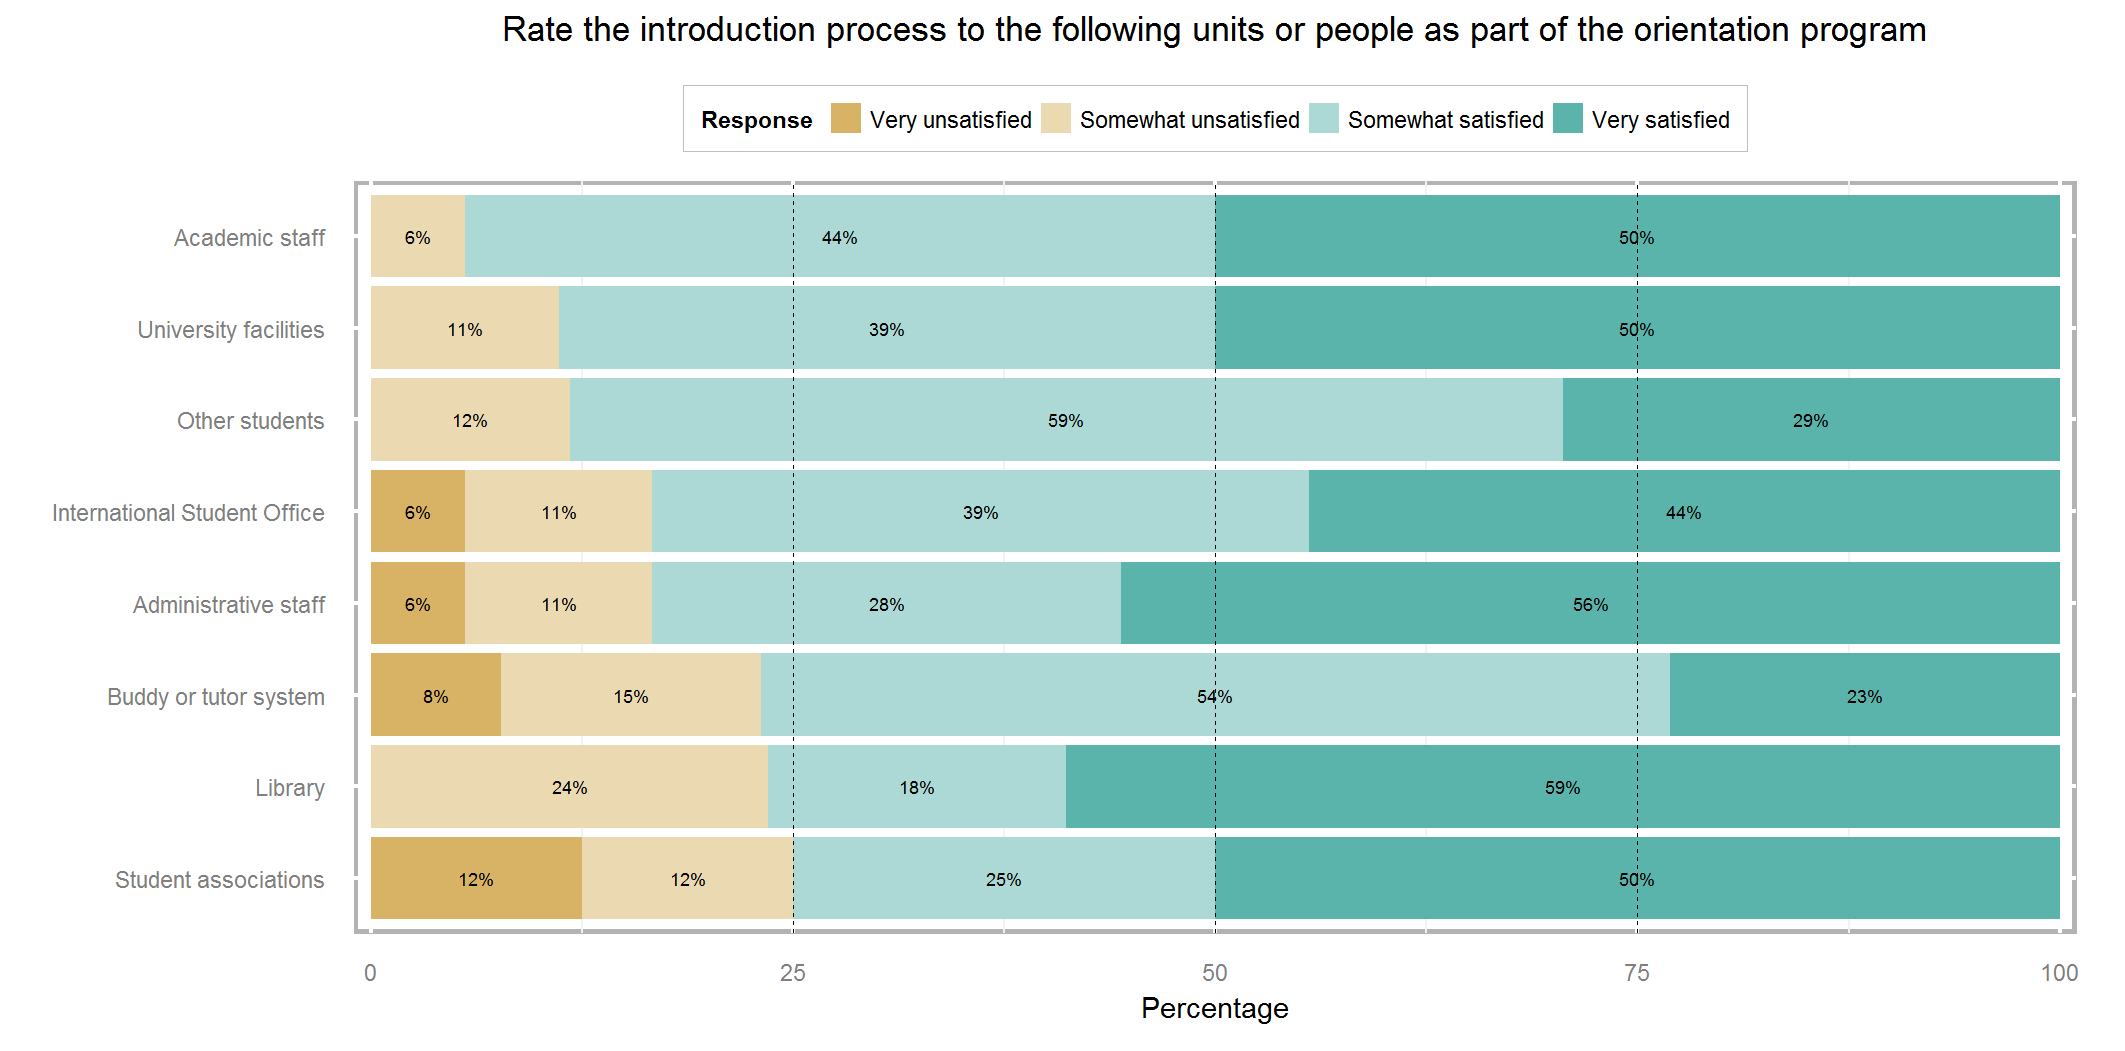 Rate the introduction process to the following units or people as part of the orientation program
Response Very unsatisfied Somewhat unsatisfied Somewhat satisfied Very satisfied
Academic staff 6% 44% 50%
University facilities 11% 39% 50%
Other students 12% 59% 29%
International Student Office 6% 11% 39% 44%
Administrative staff 6% 11% 28% 56%
Buddy or tutor system 8% 15% 54% 23%
Library 24% 18% 59%
Student associations 12% 12% 25% 50%
0 25 50 75 100
Percentage